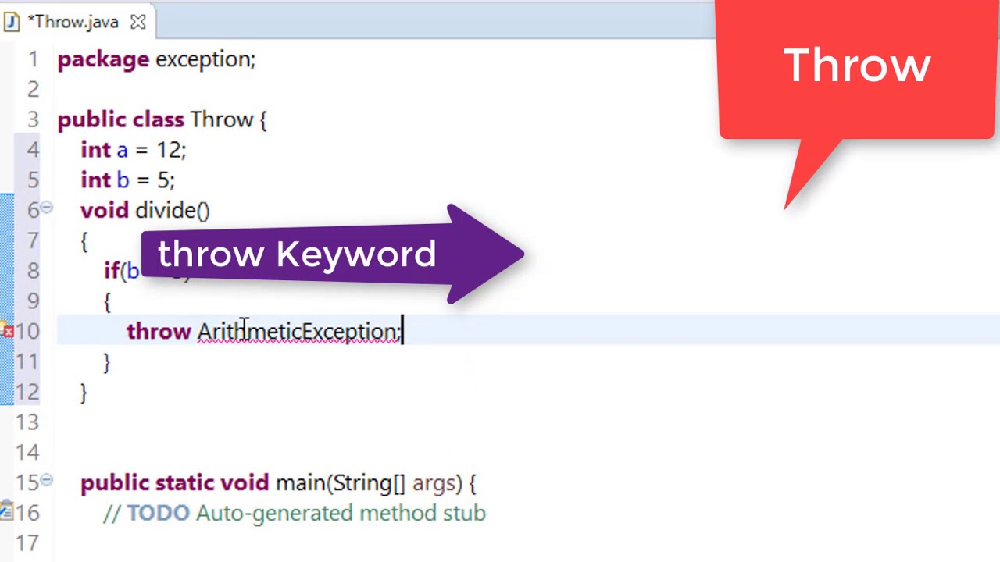 *Throw.java
Throw
1 package exception;
2
3 public class Throw {
4 int a = 12;
5 int b = 5;
6 void divide()
7 {
throw Keyword
8 if(b
9 {
10 throw ArithmeticException;
11 }
12 }
13
14
15 public static void main(String[] args) {
16 // TODO Auto-generated method stub
17